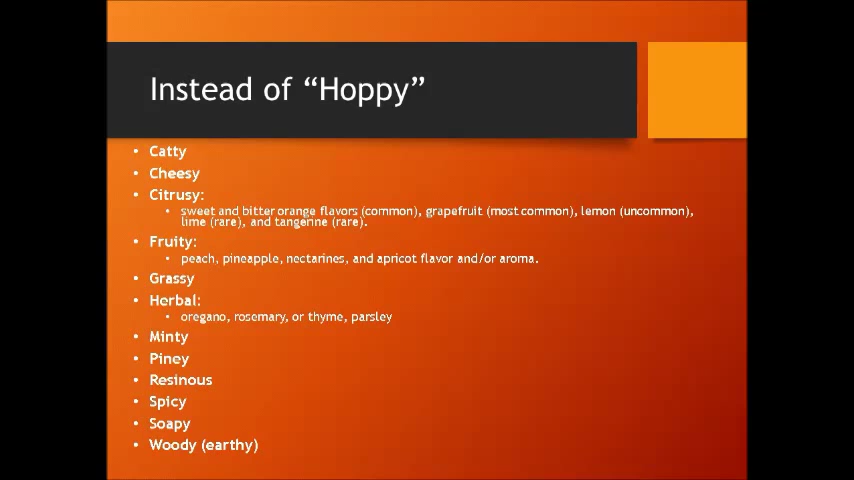 Instead of “Hoppy”
• Catty
• Cheesy
• Citrusy:
• sweet and bitter orange flavors (common), grapefruit (most common), lemon (uncommon),
lime (rare), and tangerine (rare).
• Fruity:
• peach, pineapple, nectarines, and apricot flavor and/or aroma.
• Grassy
• Herbal:
• oregano, rosemary, or thyme, parsley
• Minty
• Piney
• Resinous
• Spicy
• Soapy
• Woody (earthy)